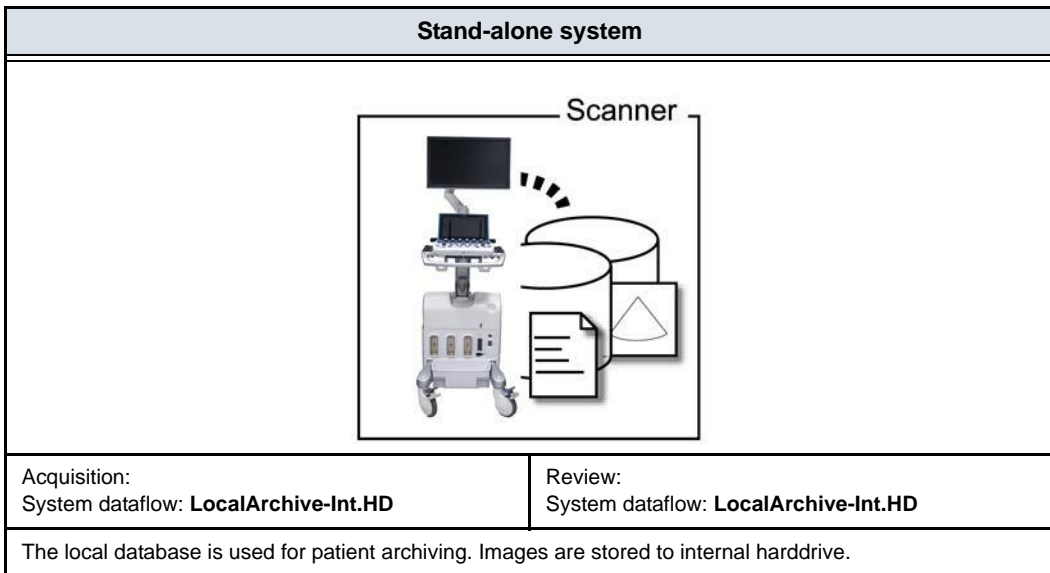 Stand-alone system
Scanner
Acquisition:
System dataflow: LocalArchive-Int.HD
Review:
System dataflow: LocalArchive-Int.HD
The local database is used for patient archiving. Images are stored to internal harddrive.